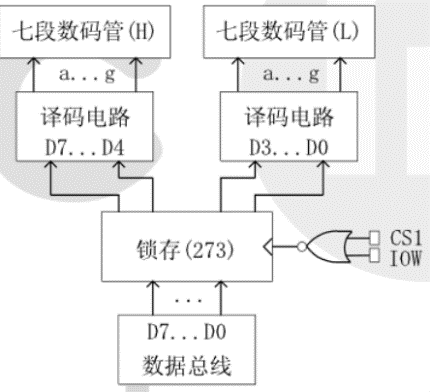 七段数码管(H) 七段数码管(L)
a...g a...g
译码电路 译码电路
D7...D4 D3...D0
锁存(273)
CS1
IOW
...
D7...D0
数据总线